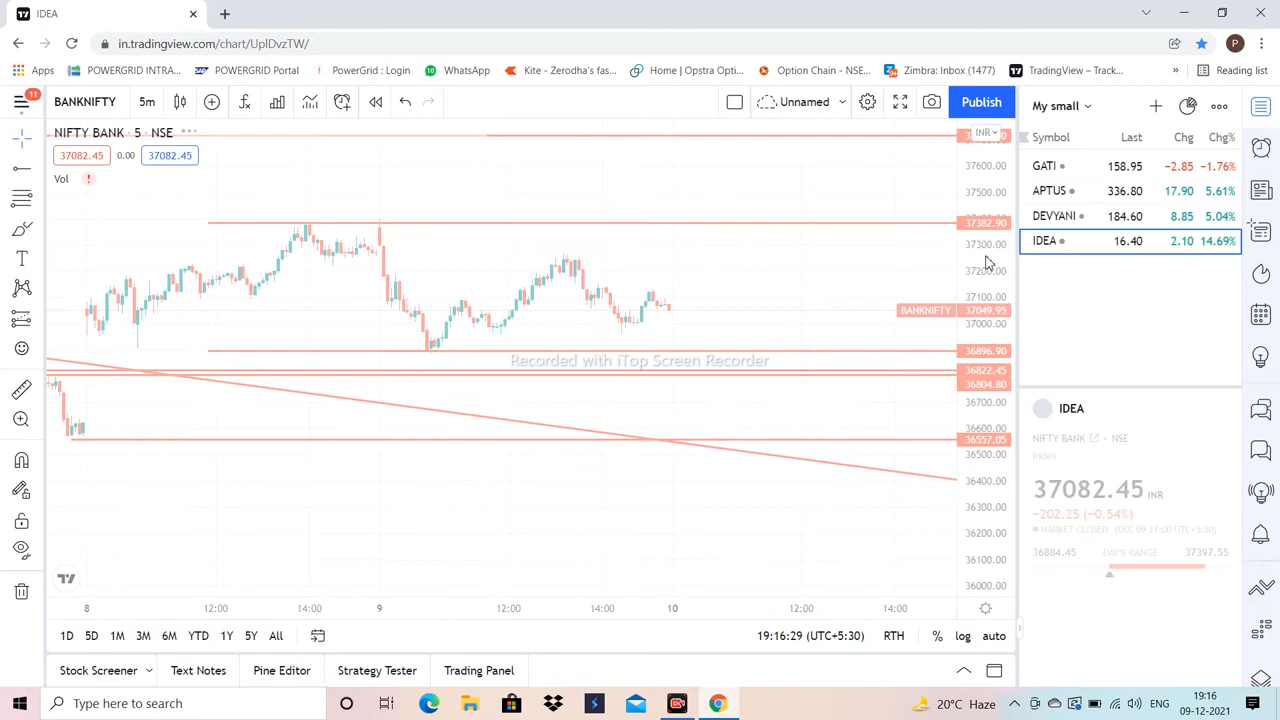 IDEA
in.tradingview.com/chart/UplDvzTW/
Apps POWERGRID INTRA... POWERGRID Portal PowerGrid : Login WhatsApp Kite - Zerodha's fas... Home | Opstra Opti... Option Chain - NSE... Zimbra: Inbox (1477) TradingView – Track... » Reading list
11 BANKNIFTY 5m Unnamed Publish My small
NIFTY BANK · 5 · NSE
INR
37082.45 0.00 37082.45
Vol
Symbol Last Chg Chg%
GATI 158.95 −2.85 −1.76%
APTUS 336.80 17.90 5.61%
DEVYANI 184.60 8.85 5.04%
IDEA 16.40 2.10 14.69%
37600.00
37500.00
37382.90
37300.00
37200.00
37100.00
BANKNIFTY 37049.95
37000.00
36896.90
36822.45
36804.80
36700.00
36600.00
36557.05
36500.00
36400.00
36300.00
36200.00
36100.00
36000.00
Recorded with iTop Screen Recorder
IDEA
NIFTY BANK · NSE
Index
37082.45 INR
−202.25 (−0.54%)
MARKET CLOSED (DEC 09 17:00 UTC+5:30)
36884.45 DAY'S RANGE 37397.55
8 12:00 14:00 9 12:00 14:00 10 12:00 14:00
1D 5D 1M 3M 6M YTD 1Y 5Y All 19:16:29 (UTC+5:30) RTH % log auto
Stock Screener Text Notes Pine Editor Strategy Tester Trading Panel
Type here to search 20°C Haze ENG 19:16
09-12-2021